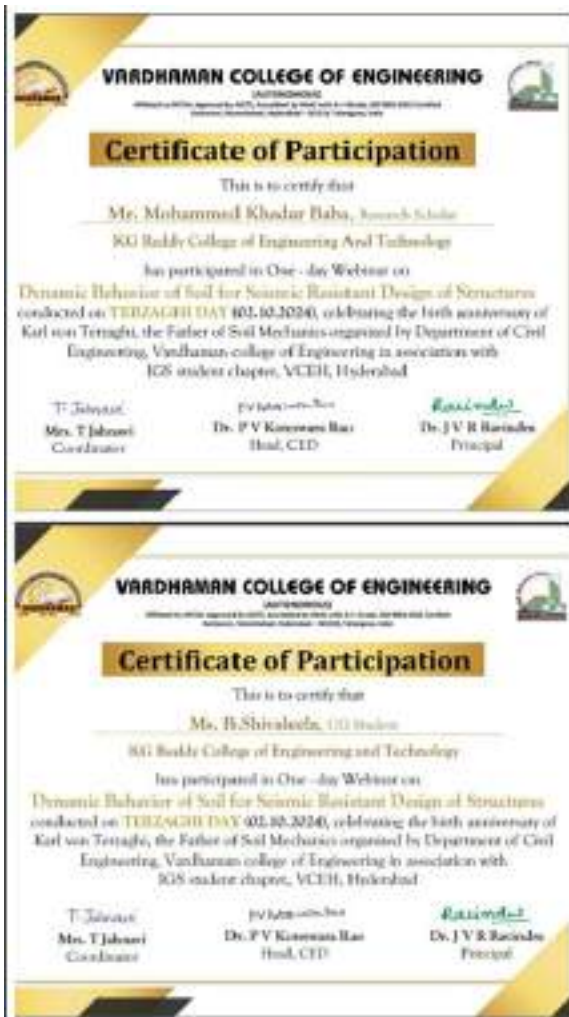 VARDHAMAN COLLEGE OF ENGINEERING
(AUTONOMOUS)
Certificate of Participation
This is to certify that
Mr. Mohammed Khadar Baba, Research Scholar
KG Reddy College of Engineering And Technology
has participated in One - day Webinar on
Dynamic Behavior of Soil for Seismic Resistant Design of Structures
conducted on TERZAGHI DAY (02.10.2024), celebrating the birth anniversary of
Karl von Terzaghi, the Father of Soil Mechanics organized by Department of Civil
Engineering, Vardhaman college of Engineering in association with
IGS student chapter, VCEH, Hyderabad
T. Jahnavi
Ravindra
Mrs. T Jahnavi
Dr. P V Koteswara Rao
Dr. J V R Ravindra
Coordinator
Head, CED
Principal
VARDHAMAN COLLEGE OF ENGINEERING
(AUTONOMOUS)
Certificate of Participation
This is to certify that
Ms. B.Shivaleela, UG Student
KG Reddy College of Engineering and Technology
has participated in One - day Webinar on
Dynamic Behavior of Soil for Seismic Resistant Design of Structures
conducted on TERZAGHI DAY (02.10.2024), celebrating the birth anniversary of
Karl von Terzaghi, the Father of Soil Mechanics organized by Department of Civil
Engineering, Vardhaman college of Engineering in association with
IGS student chapter, VCEH, Hyderabad
T. Jahnavi
Ravindra
Mrs. T Jahnavi
Dr. P V Koteswara Rao
Dr. J V R Ravindra
Coordinator
Head, CED
Principal